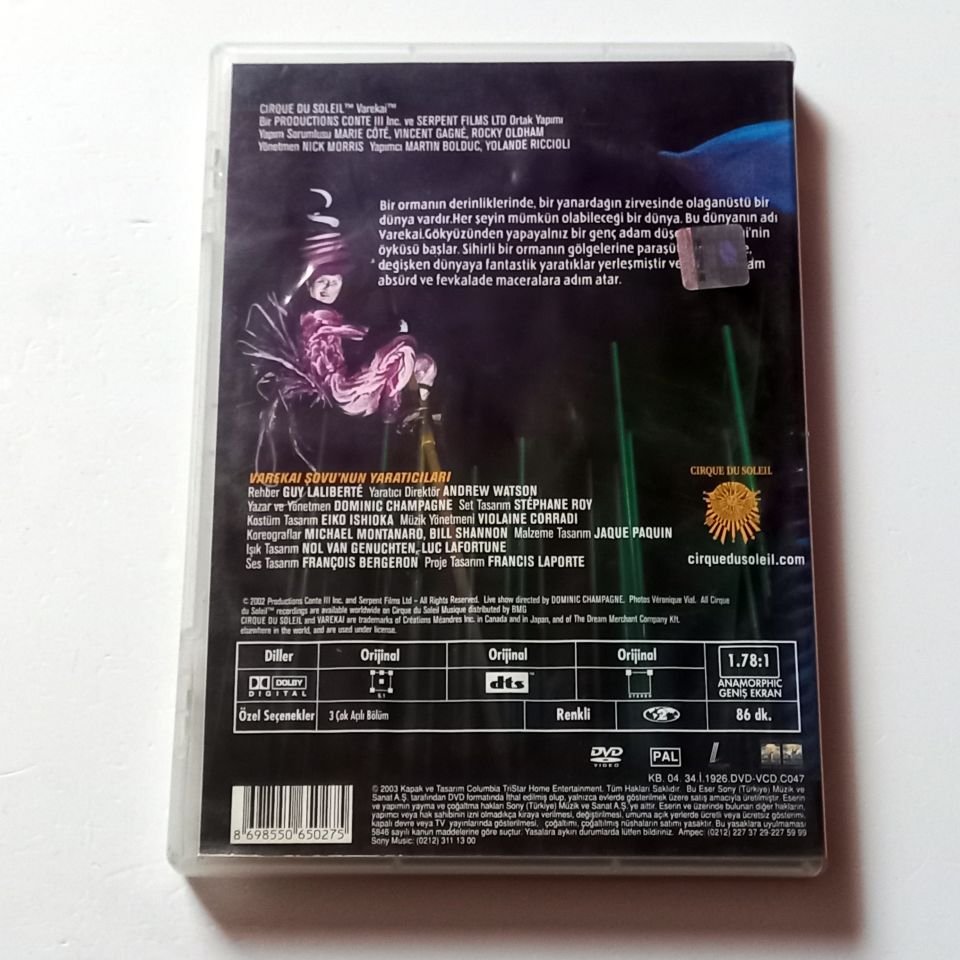 CIRQUE DU SOLEIL™ Varekai™
Bir PRODUCTIONS CONTE III Inc. ve SERPENT FILMS LTD Ortak Yapımı
Yapım Sorumlusu MARIE CÔTÉ, VINCENT GAGNÉ, ROCKY OLDHAM
Yönetmen NICK MORRIS Yapımcı MARTIN BOLDUC, YOLANDE RICCIOLI
Bir ormanın derinliklerinde, bir yanardagın zirvesinde olaganüstü bir
dünya vardır.Her şeyin mümkün olabileceği bir dünya. Bu dünyanın adı
Varekai.Gökyüzünden yapayalnız bir genç adam
öyküsü başlar. Sihirli bir ormanın gölgelerine
değişken dünyaya fantastik yaratıklar yerleşmiştir
absürd ve fevkalade maceralara adım atar.
VAREKAI ŞOVU'NUN YARATICILARI
Rehber GUY LALIBERTÉ Yaratıcı Direktör ANDREW WATSON
Yazar ve Yönetmen DOMINIC CHAMPAGNE Set Tasarım STÉPHANE ROY
Kostüm Tasarım EIKO ISHIOKA Müzik Yönetmeni VIOLAINE CORRADI
Koreograflar MICHAEL MONTANARO, BILL SHANNON Malzeme Tasarım JAQUE PAQUIN
Işık Tasarım NOL VAN GENUCHTEN, LUC LAFORTUNE
Ses Tasarım FRANÇOIS BERGERON Proje Tasarım FRANCIS LAPORTE
CIRQUE DU SOLEIL
cirquedusoleil.com
© 2002 Productions Conte III Inc. and Serpent Films Ltd – All Rights Reserved. Live show directed by DOMINIC CHAMPAGNE. Photos Véronique Vial. All Cirque
du Soleil™ recordings are available worldwide on Cirque du Soleil Musique distributed by BMG
CIRQUE DU SOLEIL and VAREKAI are trademarks of Créations Méandres Inc. in Canada and in Japan, and of The Dream Merchant Company Kft.
elsewhere in the world, and are used under license.
Diller Orijinal Orijinal Orijinal 1.78:1
DOLBY DIGITAL 5.1 dts STEREO ANAMORPHIC
GENİŞ EKRAN
Özel Seçenekler 3 Çok Açılı Bölüm Renkli 2 86 dk.
DVD VIDEO PAL
KB. 04. 34.İ.1926.DVD-VCD.C047
© 2003 Kapak ve Tasarım Columbia TriStar Home Entertainment. Tüm Hakları Saklıdır. Bu Eser Sony (Türkiye) Müzik ve
Sanat A.Ş. tarafından DVD formatında ithal edilmiş olup, yalnızca evlerde gösterilmek üzere satış amacıyla üretilmiştir. Eserin
ve yapımın yayma ve çoğaltma hakları Sony (Türkiye) Müzik ve Sanat A.Ş.'ye aittir. Eserin ve üzerinde bulunan diğer hakların,
yapımcı veya hak sahibinin izni olmadıkça kiraya verilmesi, değiştirilmesi, umuma açık yerlerde ücretli veya ücretsiz gösterimi,
kapalı devre veya TV yayınlarında gösterilmesi, çoğaltımı, çoğaltılmış nüshaların satımı yasaktır. Bu yasaklara uyulmaması
5846 sayılı kanun maddelerine göre suçtur. Yasalara aykırı durumlarda lütfen bildiriniz. Ampec (0212) 227 37 29-227 59 99
Sony Music: (0212) 311 13 00
8 698550 650275